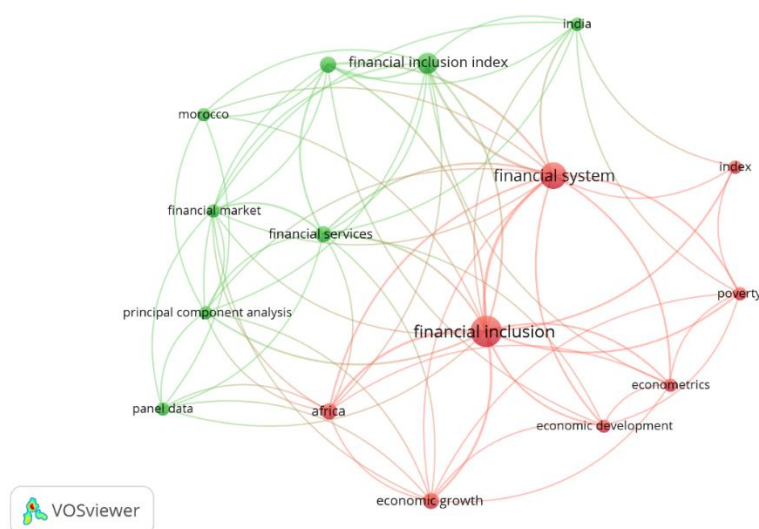 india
financial inclusion index
morocco
index
financial system
financial market
financial services
poverty
principal component analysis
financial inclusion
econometrics
panel data
africa
economic development
economic growth
VOSviewer